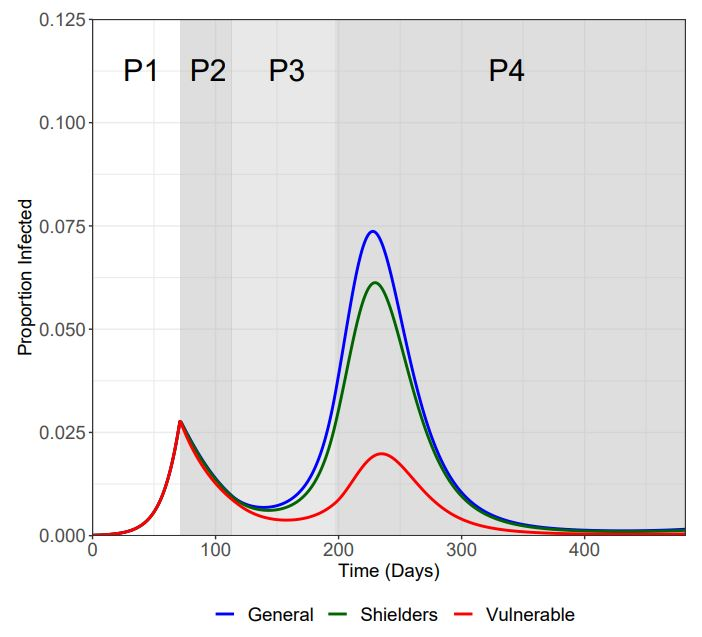 0.125
P1 P2 P3 P4
0.100
0.075
0.050
0.025
0.000
Proportion Infected
0 100 200 300 400
Time (Days)
General Shielders Vulnerable